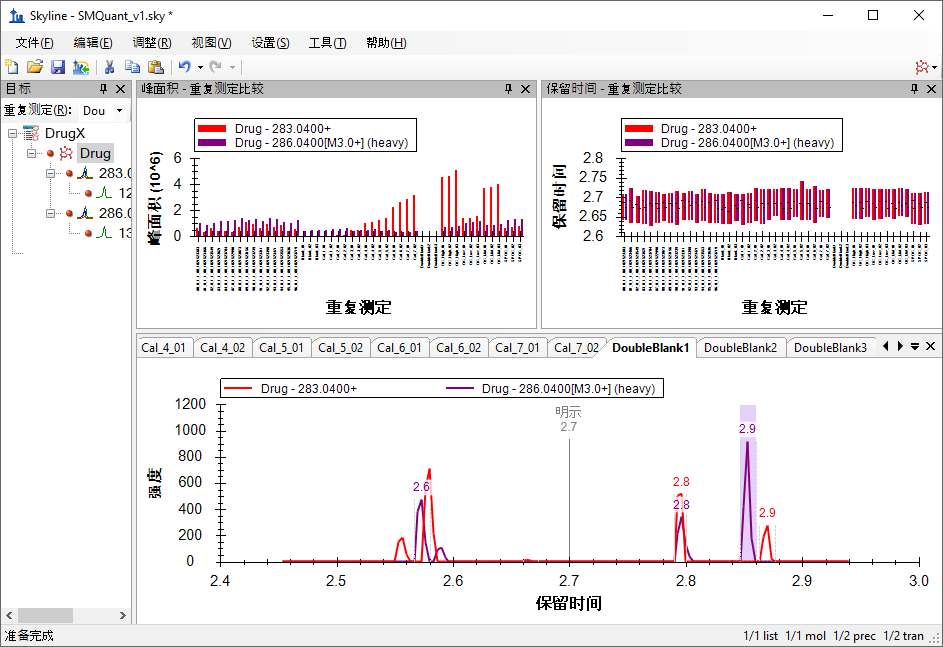 Skyline - SMQuant_v1.sky *
文件(F) 编辑(E) 调整(R) 视图(V) 设置(S) 工具(T) 帮助(H)
目标
重复测定(R): Dou
DrugX
Drug
283.0
12
286.0
13
峰面积 - 重复测定比较
Drug - 283.0400+
Drug - 286.0400[M3.0+] (heavy)
峰面积 (10^6)
6
4
2
0
重复测定
保留时间 - 重复测定比较
Drug - 283.0400+
Drug - 286.0400[M3.0+] (heavy)
保留时间
2.8
2.75
2.7
2.65
2.6
重复测定
Cal_4_01 Cal_4_02 Cal_5_01 Cal_5_02 Cal_6_01 Cal_6_02 Cal_7_01 Cal_7_02 DoubleBlank1 DoubleBlank2 DoubleBlank3
Drug - 283.0400+ Drug - 286.0400[M3.0+] (heavy)
强度
1200
1000
800
600
400
200
0
明示
2.7
2.6
2.8
2.8
2.9
2.9
2.4 2.5 2.6 2.7 2.8 2.9 3.0
保留时间
准备完成
1/1 list 1/1 mol 1/2 prec 1/2 tran